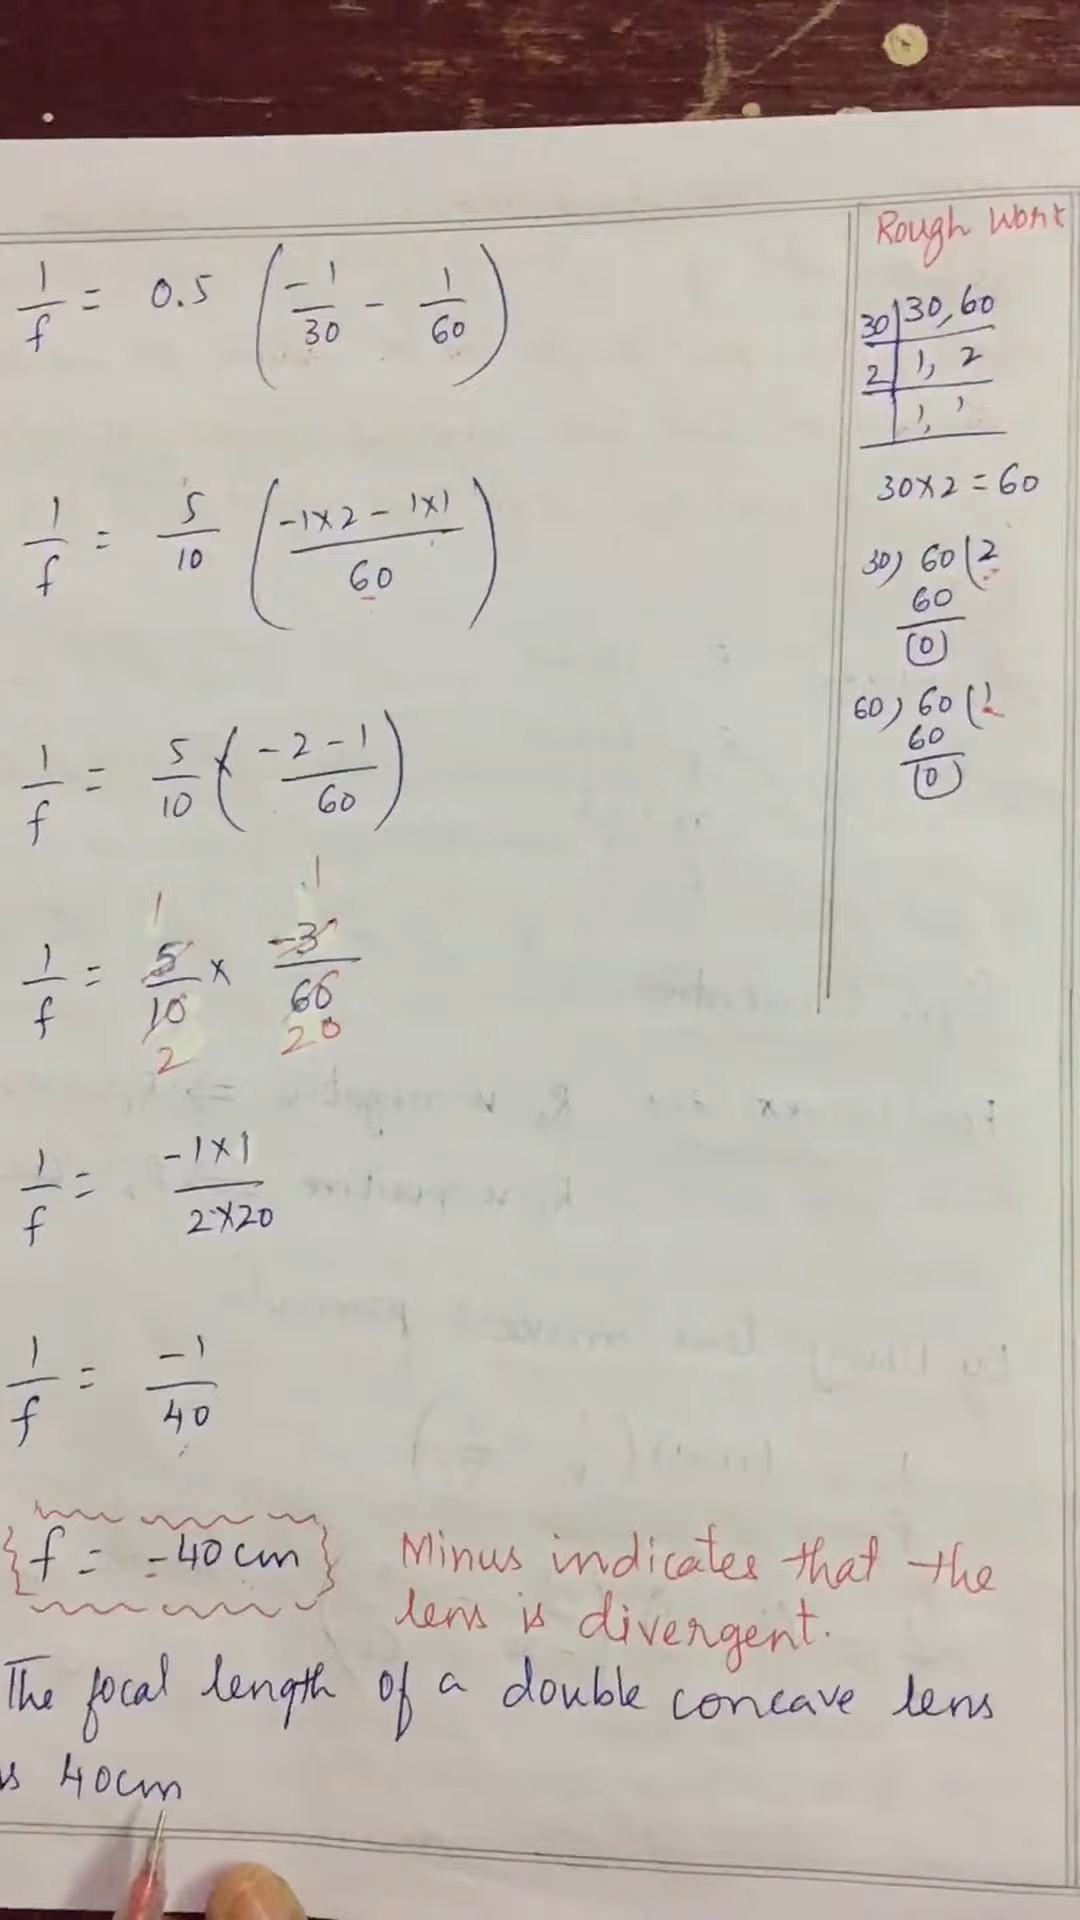 1/f = 0.5 (-1/30 - 1/60)
1/f = 5/10 (-1×2 - 1×1/60)
1/f = 5/10 × (-2-1/60)
1 1
1/f = 5/10 × -3/60
2 20
1/f = -1×1/2×20
1/f = -1/40
f = -40cm Minus indicates that the
lens is divergent.
The focal length of a double concave lens
is 40cm
Rough Work
30 | 30, 60
2 | 1, 2
1, 1
30×2 = 60
30) 60 (2
60
0
60) 60 (1
60
0